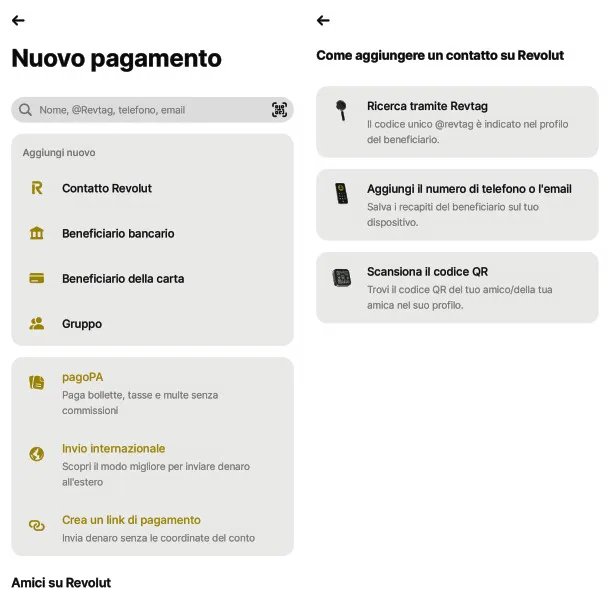 Nuovo pagamento
Nome, @Revtag, telefono, email
Aggiungi nuovo
Contatto Revolut
Beneficiario bancario
Beneficiario della carta
Gruppo
pagoPA
Paga bollette, tasse e multe senza
commissioni
Invio internazionale
Scopri il modo migliore per inviare denaro
all'estero
Crea un link di pagamento
Invia denaro senza le coordinate del conto
Amici su Revolut
Come aggiungere un contatto su Revolut
Ricerca tramite Revtag
Il codice unico @revtag è indicato nel profilo
del beneficiario.
Aggiungi il numero di telefono o l'email
Salva i recapiti del beneficiario sul tuo
dispositivo.
Scansiona il codice QR
Trovi il codice QR del tuo amico/della tua
amica nel suo profilo.